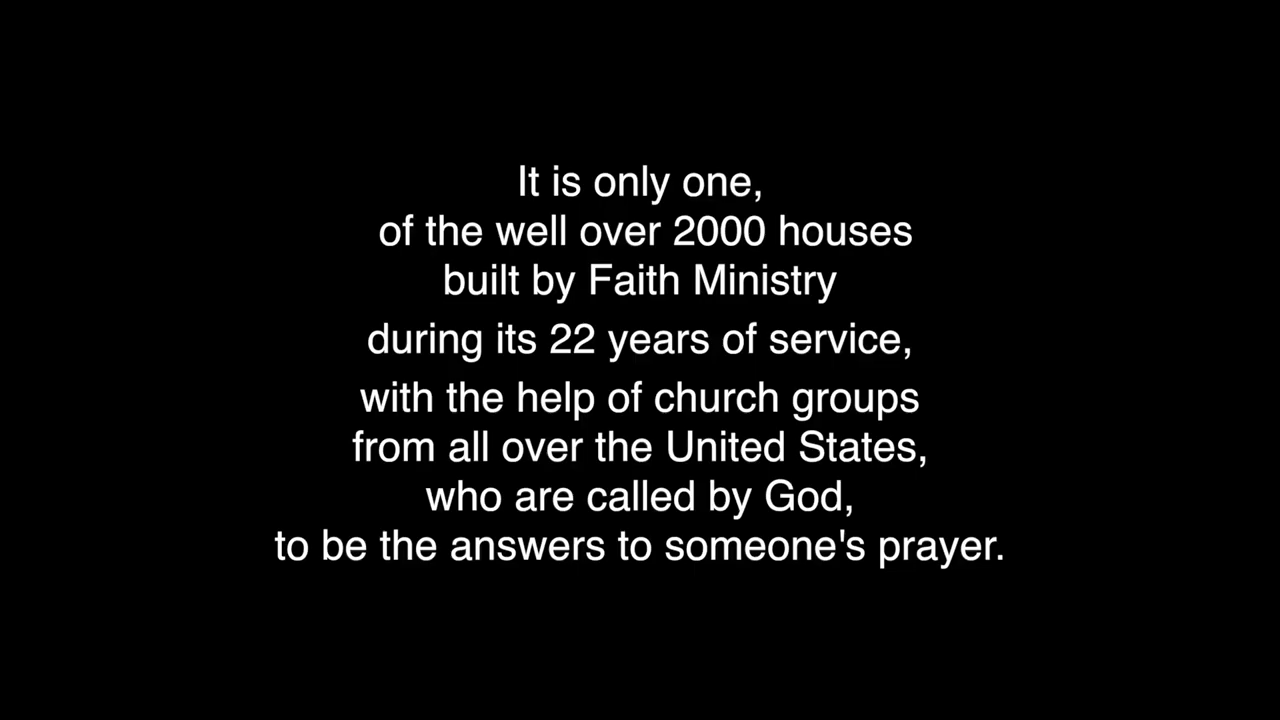 It is only one,
of the well over 2000 houses
built by Faith Ministry
during its 22 years of service,
with the help of church groups
from all over the United States,
who are called by God,
to be the answers to someone's prayer.